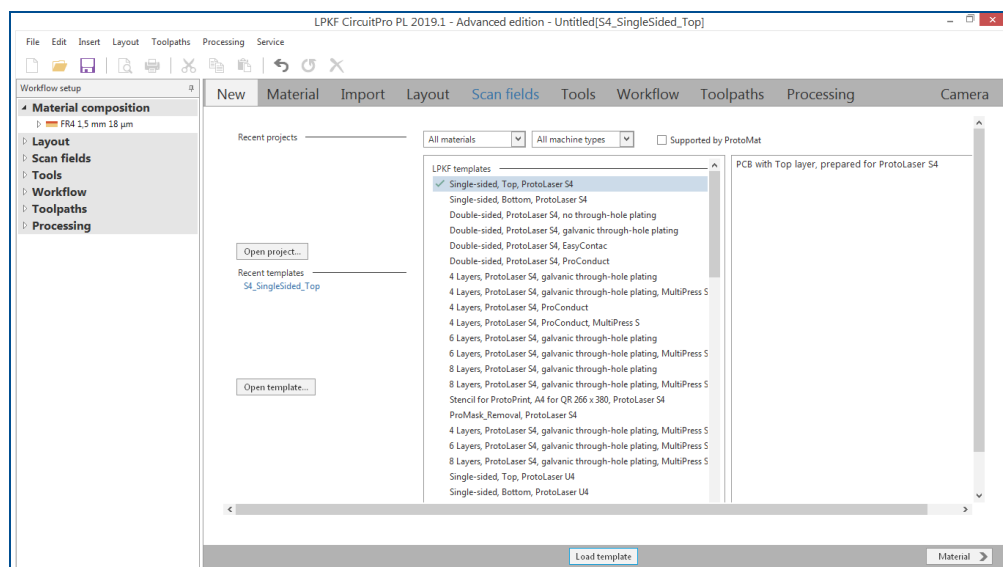 LPKF CircuitPro PL 2019.1 - Advanced edition - Untitled[S4_SingleSided_Top]
File Edit Insert Layout Toolpaths Processing Service
Workflow setup
Material composition
FR4 1,5 mm 18 µm
Layout
Scan fields
Tools
Workflow
Toolpaths
Processing
New Material Import Layout Scan fields Tools Workflow Toolpaths Processing Camera
Recent projects
Open project...
Recent templates
S4_SingleSided_Top
Open template...
All materials All machine types Supported by ProtoMat
LPKF templates
Single-sided, Top, ProtoLaser S4
Single-sided, Bottom, ProtoLaser S4
Double-sided, ProtoLaser S4, no through-hole plating
Double-sided, ProtoLaser S4, galvanic through-hole plating
Double-sided, ProtoLaser S4, EasyContac
Double-sided, ProtoLaser S4, ProConduct
4 Layers, ProtoLaser S4, galvanic through-hole plating
4 Layers, ProtoLaser S4, galvanic through-hole plating, MultiPress S
4 Layers, ProtoLaser S4, ProConduct
4 Layers, ProtoLaser S4, ProConduct, MultiPress S
6 Layers, ProtoLaser S4, galvanic through-hole plating
6 Layers, ProtoLaser S4, galvanic through-hole plating, MultiPress S
8 Layers, ProtoLaser S4, galvanic through-hole plating
8 Layers, ProtoLaser S4, galvanic through-hole plating, MultiPress S
Stencil for ProtoPrint, A4 for QR 266 x 380, ProtoLaser S4
ProMask_Removal, ProtoLaser S4
4 Layers, ProtoLaser S4, galvanic through-hole plating, MultiPress S
6 Layers, ProtoLaser S4, galvanic through-hole plating, MultiPress S
8 Layers, ProtoLaser S4, galvanic through-hole plating, MultiPress S
Single-sided, Top, ProtoLaser U4
Single-sided, Bottom, ProtoLaser U4
PCB with Top layer, prepared for ProtoLaser S4
Load template
Material